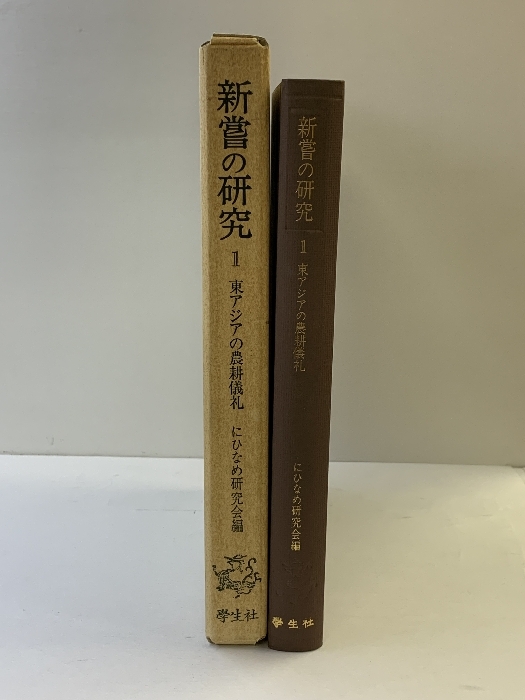 新嘗の研究
1
東アジアの農耕儀礼
にひなめ研究会編
學生社
新嘗の研究
1
東アジアの農耕儀礼
にひなめ研究会編
學生社